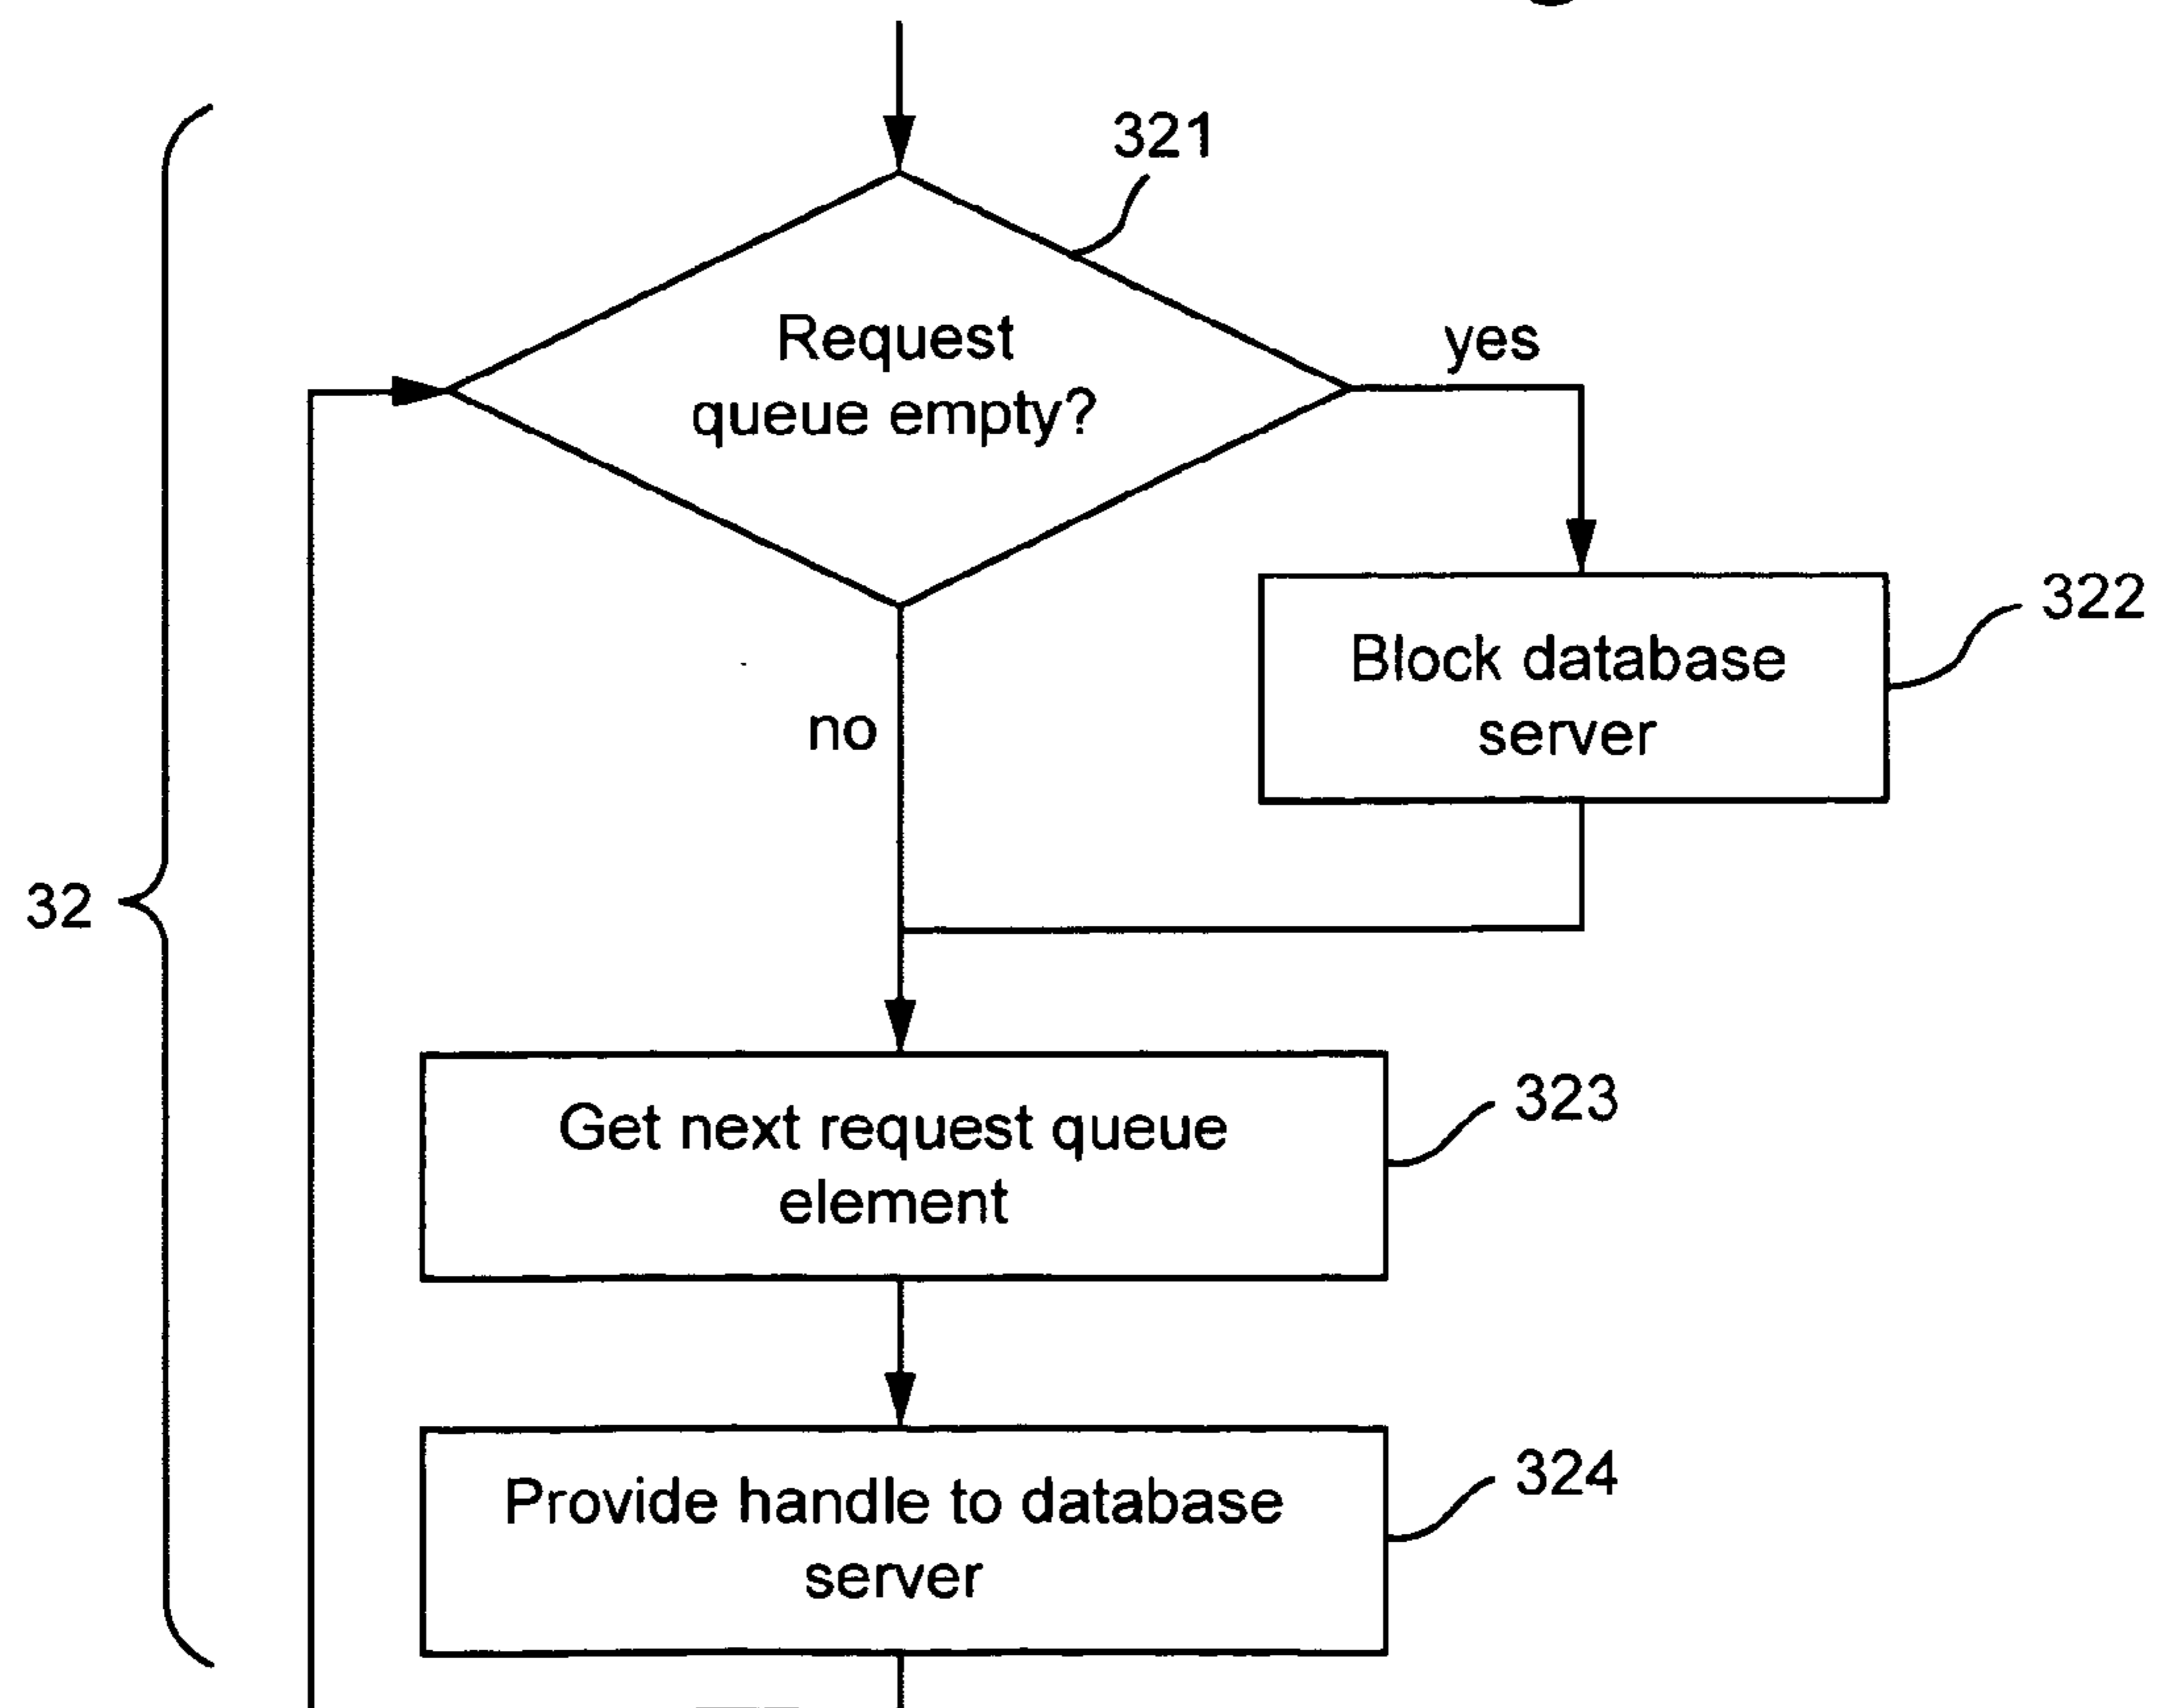 321
Request
queue empty?
yes
322
Block database
server
no
32
323
Get next request queue
element
324
Provide handle to database
server